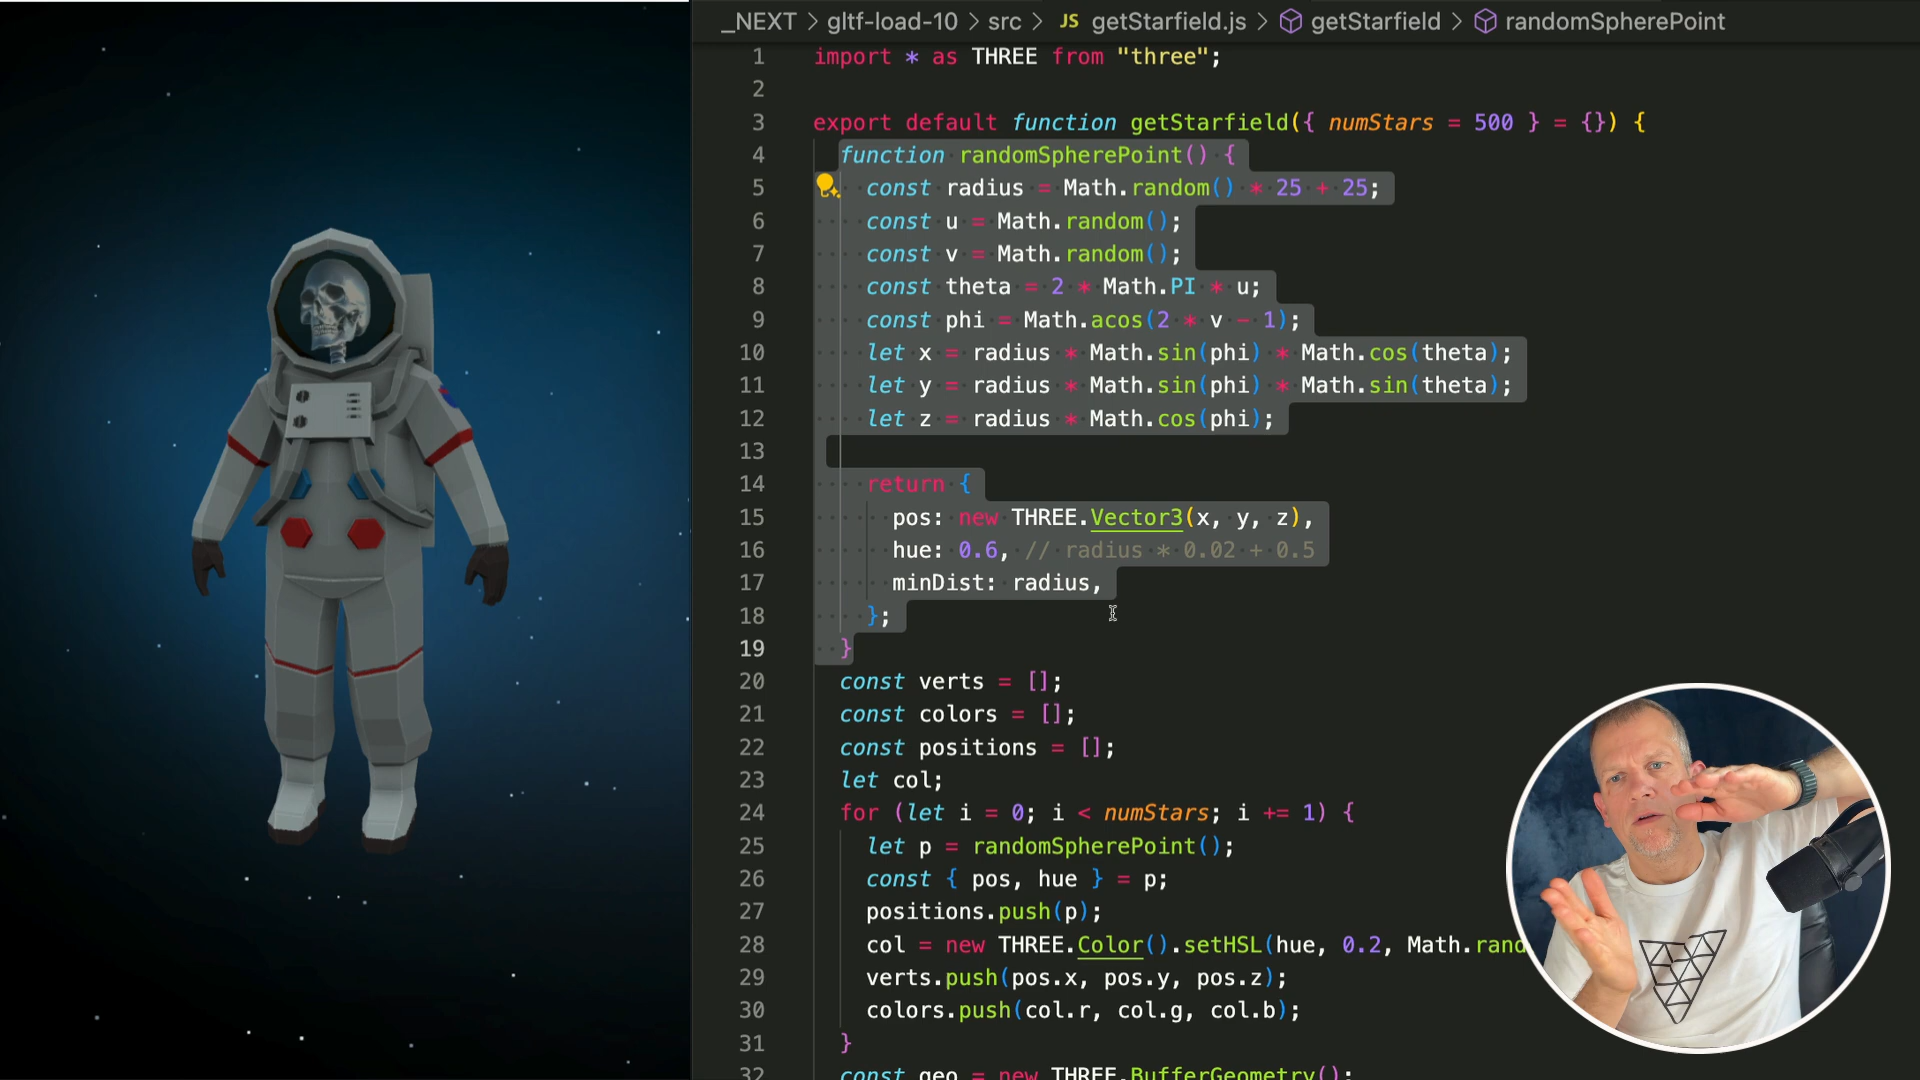 _NEXT > gltf-load-10 > src > JS getStarfield.js > getStarfield > randomSpherePoint
1 import * as THREE from "three";
2
3 export default function getStarfield({ numStars = 500 } = {}) {
4 function randomSpherePoint() {
5 const radius = Math.random() * 25 + 25;
6 const u = Math.random();
7 const v = Math.random();
8 const theta = 2 * Math.PI * u;
9 const phi = Math.acos(2 * v - 1);
10 let x = radius * Math.sin(phi) * Math.cos(theta);
11 let y = radius * Math.sin(phi) * Math.sin(theta);
12 let z = radius * Math.cos(phi);
13
14 return {
15 pos: new THREE.Vector3(x, y, z),
16 hue: 0.6, // radius * 0.02 + 0.5
17 minDist: radius,
18 };
19 }
20 const verts = [];
21 const colors = [];
22 const positions = [];
23 let col;
24 for (let i = 0; i < numStars; i += 1) {
25 let p = randomSpherePoint();
26 const { pos, hue } = p;
27 positions.push(p);
28 col = new THREE.Color().setHSL(hue, 0.2, Math.rand
29 verts.push(pos.x, pos.y, pos.z);
30 colors.push(col.r, col.g, col.b);
31 }
32 const geo = new THREE.BufferGeometry();